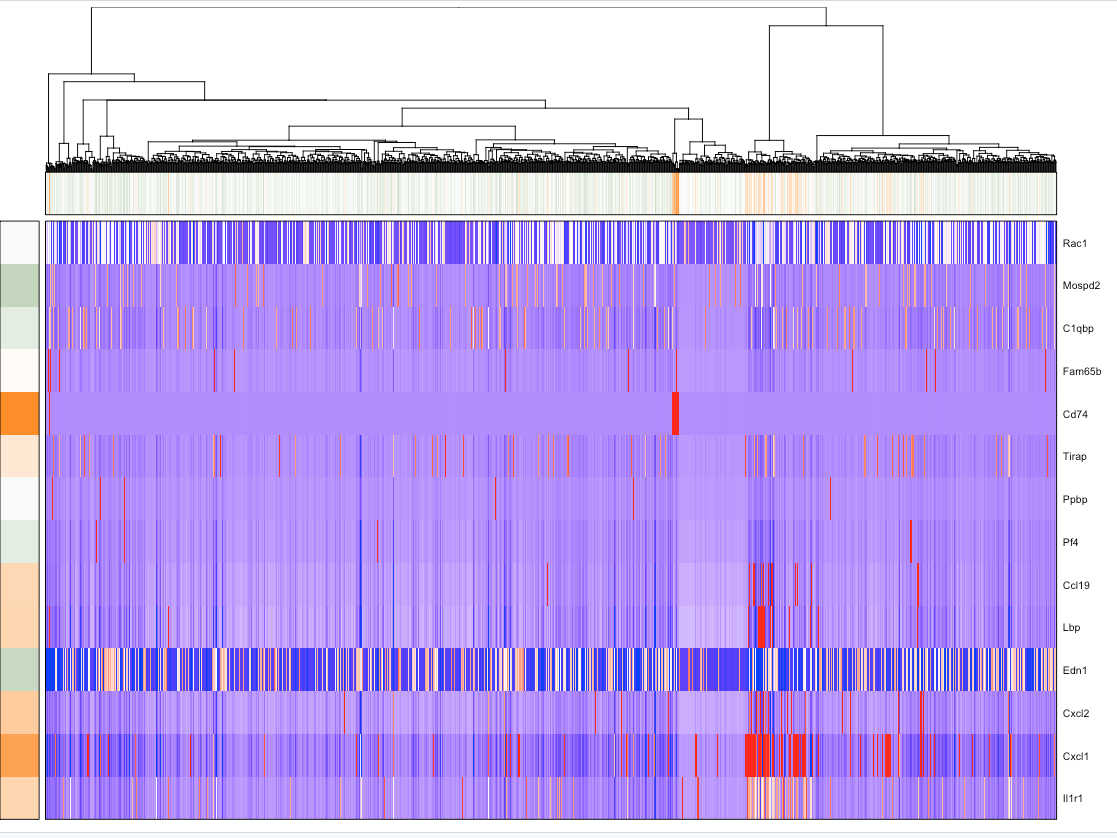 Rac1
Mospd2
C1qbp
Fam65b
Cd74
Tirap
Ppbp
Pf4
Ccl19
Lbp
Edn1
Cxcl2
Cxcl1
Il1r1